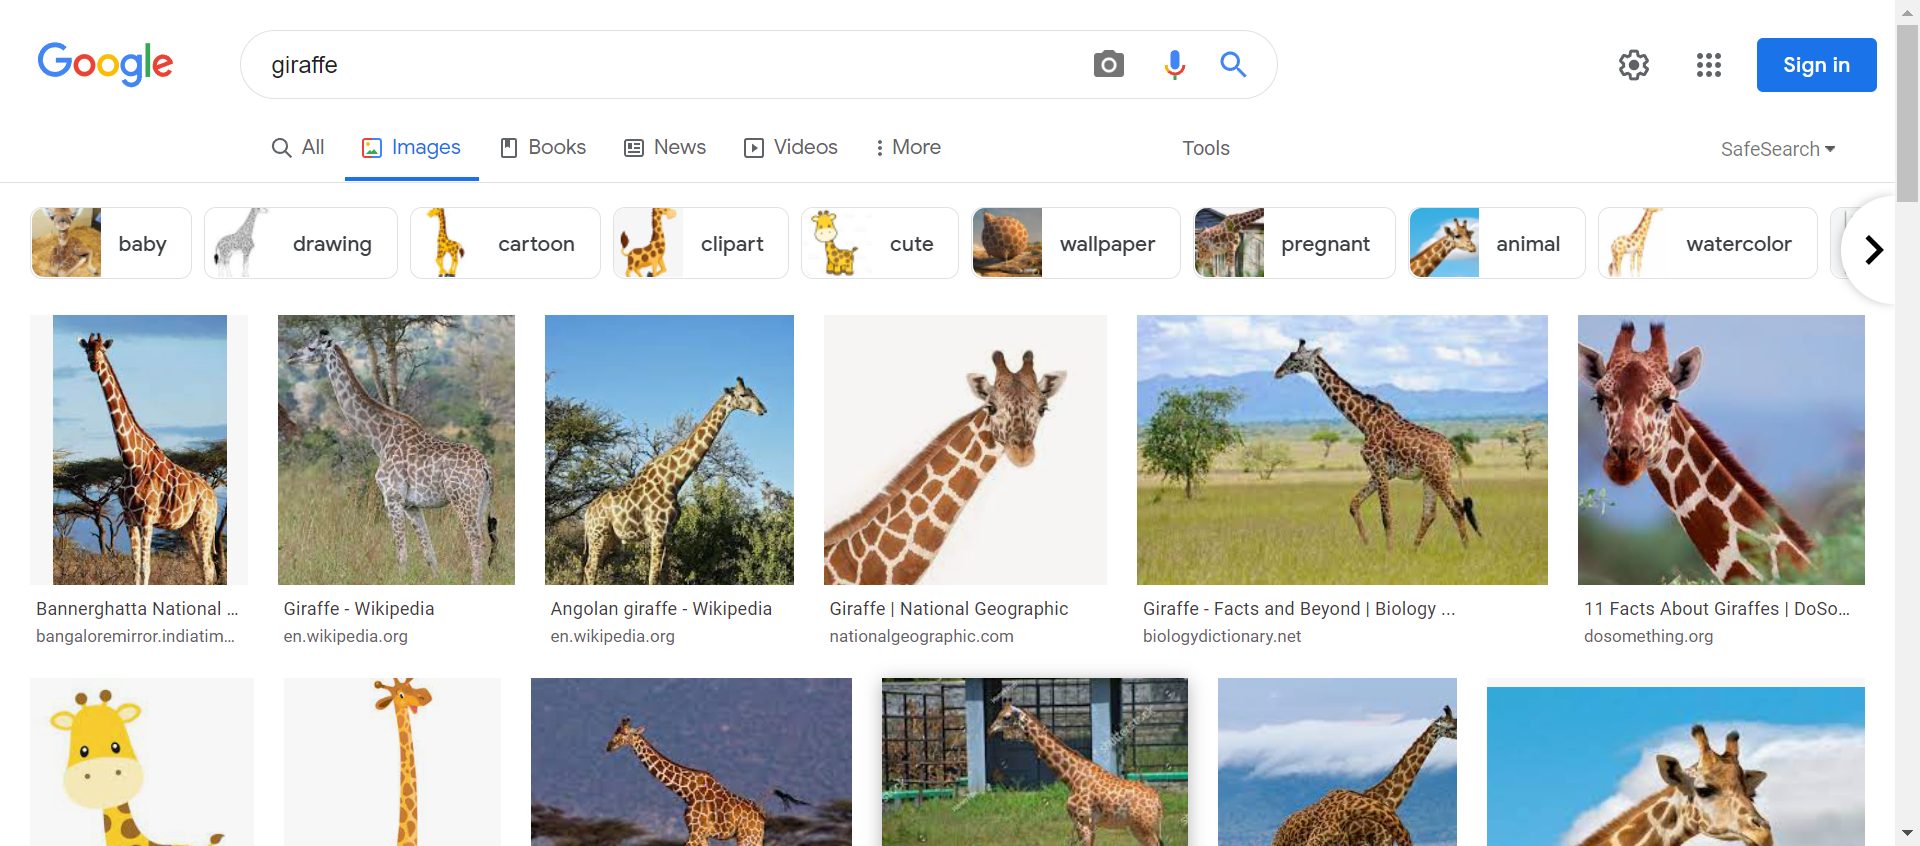 Google
giraffe
Sign in
All
Images
Books
News
Videos
More
Tools
SafeSearch
baby
drawing
cartoon
clipart
cute
wallpaper
pregnant
animal
watercolor
Bannerghatta National ...
bangaloremirror.indiatim...
Giraffe - Wikipedia
en.wikipedia.org
Angolan giraffe - Wikipedia
en.wikipedia.org
Giraffe | National Geographic
nationalgeographic.com
Giraffe - Facts and Beyond | Biology ...
biologydictionary.net
11 Facts About Giraffes | DoSo...
dosomething.org